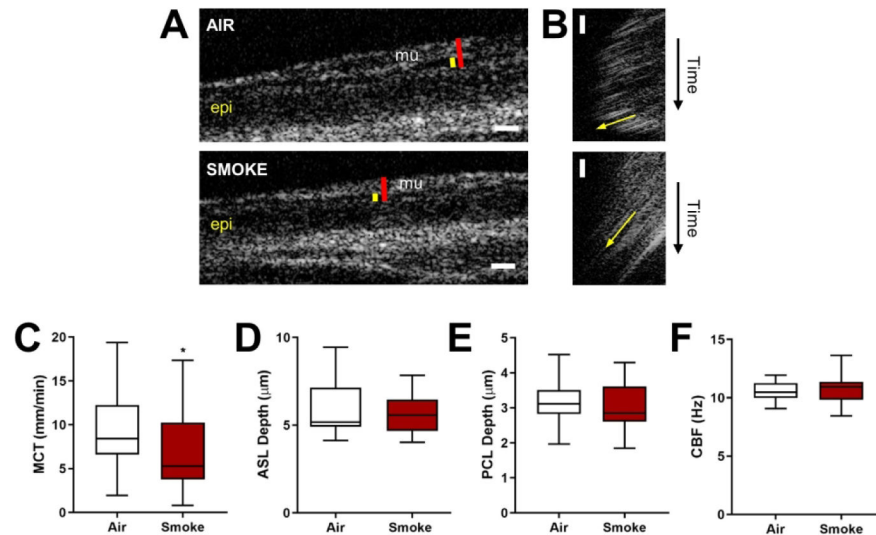 A
AIR
mu
epi
B
Time
SMOKE
mu
epi
Time
C
MCT (mm/min)
20
15
10
5
0
*
Air Smoke
D
ASL Depth (μm)
10
5
0
Air Smoke
E
PCL Depth (μm)
5
4
3
2
1
0
Air Smoke
F
CBF (Hz)
15
10
5
0
Air Smoke